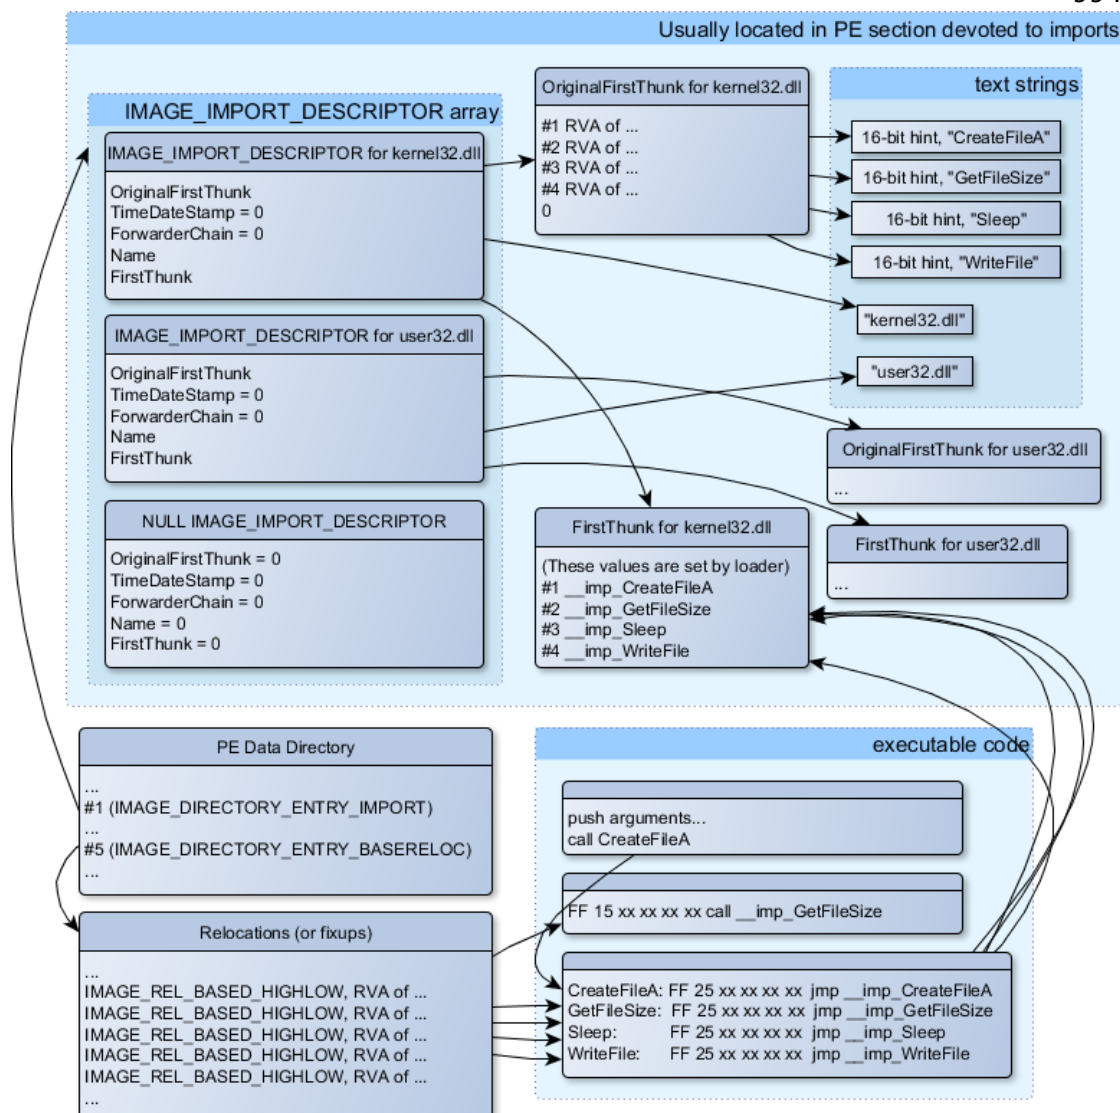 Usually located in PE section devoted to imports
IMAGE_IMPORT_DESCRIPTOR array
IMAGE_IMPORT_DESCRIPTOR for kernel32.dll
OriginalFirstThunk
TimeDateStamp = 0
ForwarderChain = 0
Name
FirstThunk
IMAGE_IMPORT_DESCRIPTOR for user32.dll
OriginalFirstThunk
TimeDateStamp = 0
ForwarderChain = 0
Name
FirstThunk
NULL IMAGE_IMPORT_DESCRIPTOR
OriginalFirstThunk = 0
TimeDateStamp = 0
ForwarderChain = 0
Name = 0
FirstThunk = 0
OriginalFirstThunk for kernel32.dll
#1 RVA of ...
#2 RVA of ...
#3 RVA of ...
#4 RVA of ...
0
text strings
16-bit hint, "CreateFileA"
16-bit hint, "GetFileSize"
16-bit hint, "Sleep"
16-bit hint, "WriteFile"
"kernel32.dll"
"user32.dll"
OriginalFirstThunk for user32.dll
...
FirstThunk for kernel32.dll
(These values are set by loader)
#1 __imp_CreateFileA
#2 __imp_GetFileSize
#3 __imp_Sleep
#4 __imp_WriteFile
FirstThunk for user32.dll
...
PE Data Directory
...
#1 (IMAGE_DIRECTORY_ENTRY_IMPORT)
...
#5 (IMAGE_DIRECTORY_ENTRY_BASERELOC)
...
Relocations (or fixups)
...
IMAGE_REL_BASED_HIGHLOW, RVA of ...
IMAGE_REL_BASED_HIGHLOW, RVA of ...
IMAGE_REL_BASED_HIGHLOW, RVA of ...
IMAGE_REL_BASED_HIGHLOW, RVA of ...
IMAGE_REL_BASED_HIGHLOW, RVA of ...
...
executable code
push arguments...
call CreateFileA
FF 15 xx xx xx xx call __imp_GetFileSize
CreateFileA: FF 25 xx xx xx xx jmp __imp_CreateFileA
GetFileSize: FF 25 xx xx xx xx jmp __imp_GetFileSize
Sleep: FF 25 xx xx xx xx jmp __imp_Sleep
WriteFile: FF 25 xx xx xx xx jmp __imp_WriteFile